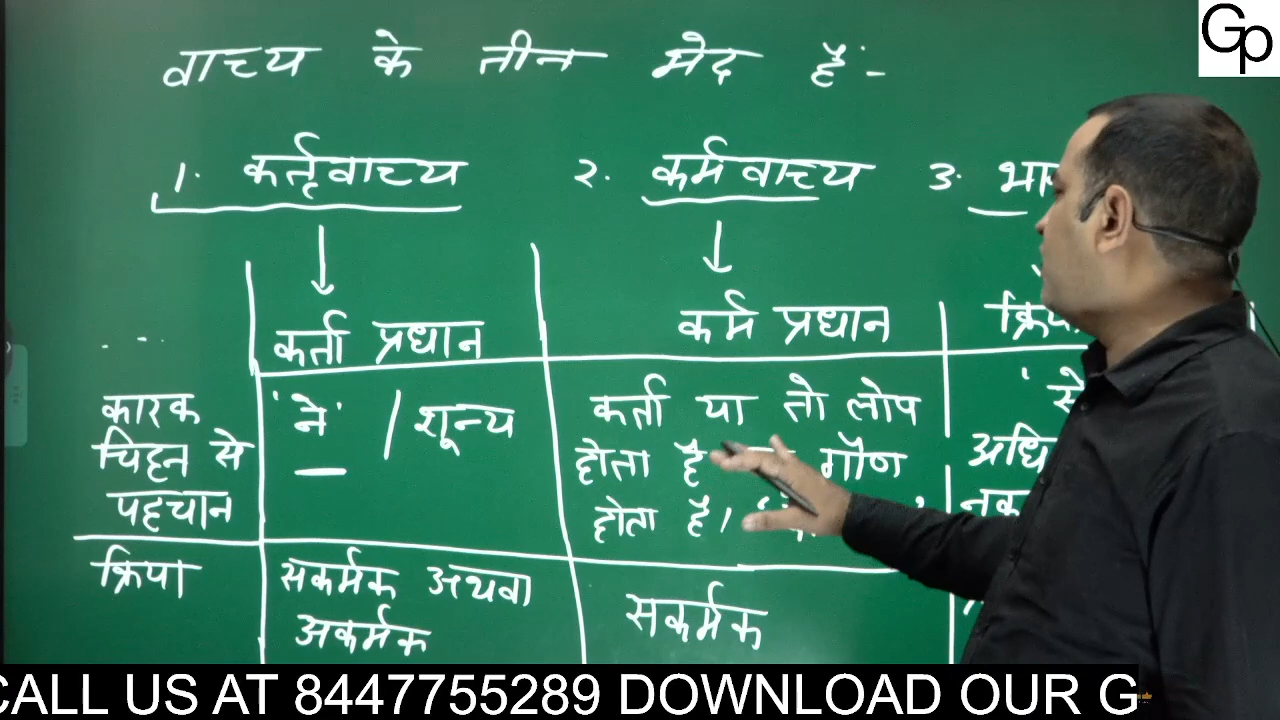 Gp
वाच्य के तीन भेद हैं-
1. कर्तृवाच्य 2. कर्मवाच्य 3.
कर्ता प्रधान कर्म प्रधान
कारक चिह्न से पहचान
'ने' / शून्य
कर्ता या तो लोप
होता है गौण
होता है।
'से
क्रिया
सकर्मक अथवा
अकर्मक
सकर्मक
CALL US AT 8447755289 DOWNLOAD OUR G